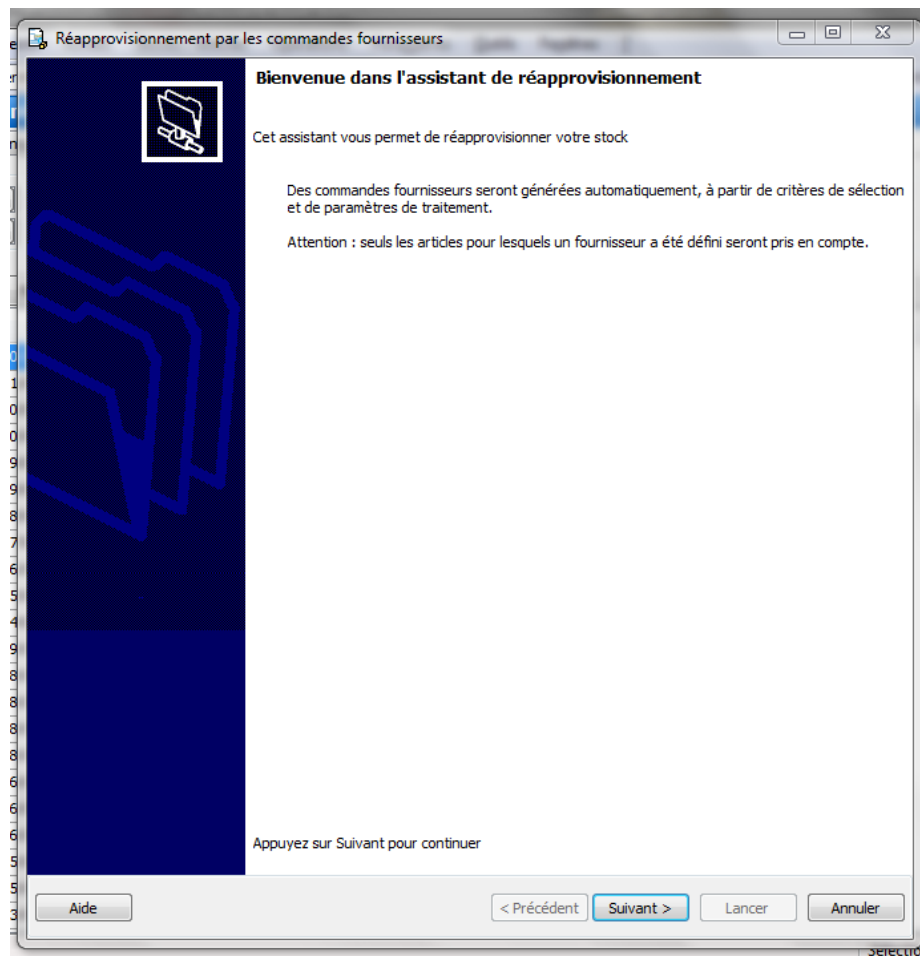 Réapprovisionnement par les commandes fournisseurs
Bienvenue dans l'assistant de réapprovisionnement
Cet assistant vous permet de réapprovisionner votre stock
Des commandes fournisseurs seront générées automatiquement, à partir de critères de sélection
et de paramètres de traitement.
Attention : seuls les articles pour lesquels un fournisseur a été défini seront pris en compte.
Appuyez sur Suivant pour continuer
Aide
< Précédent
Suivant >
Lancer
Annuler